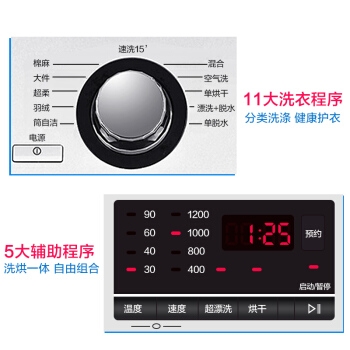 速洗15'
棉麻 混合
大件 空气洗
超柔 单烘干
羽绒 漂洗+脱水
筒自洁 单脱水
电源
11大洗衣程序
分类洗涤 健康护衣
5大辅助程序
洗烘一体 自由组合
90 1200
60 1000
40 800
30 400
1:25
预约
启动/暂停
温度 速度 超漂洗 烘干